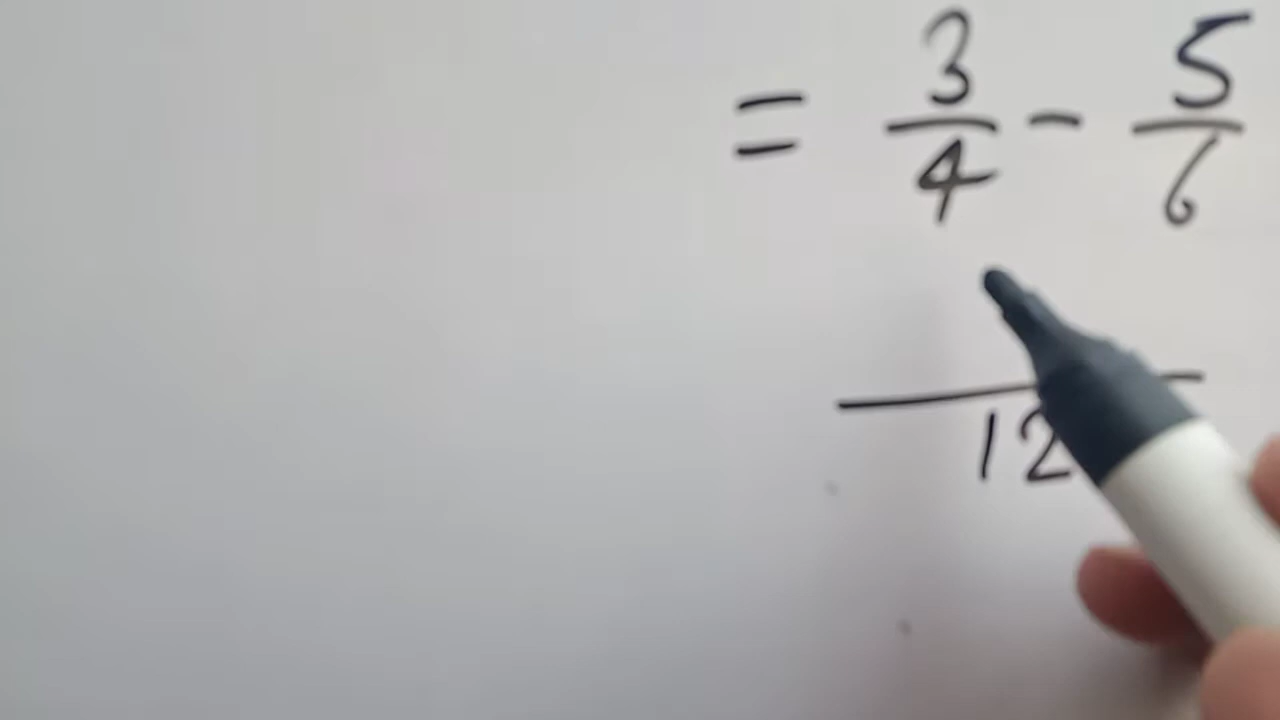 = 3/4 - 5/6
/12